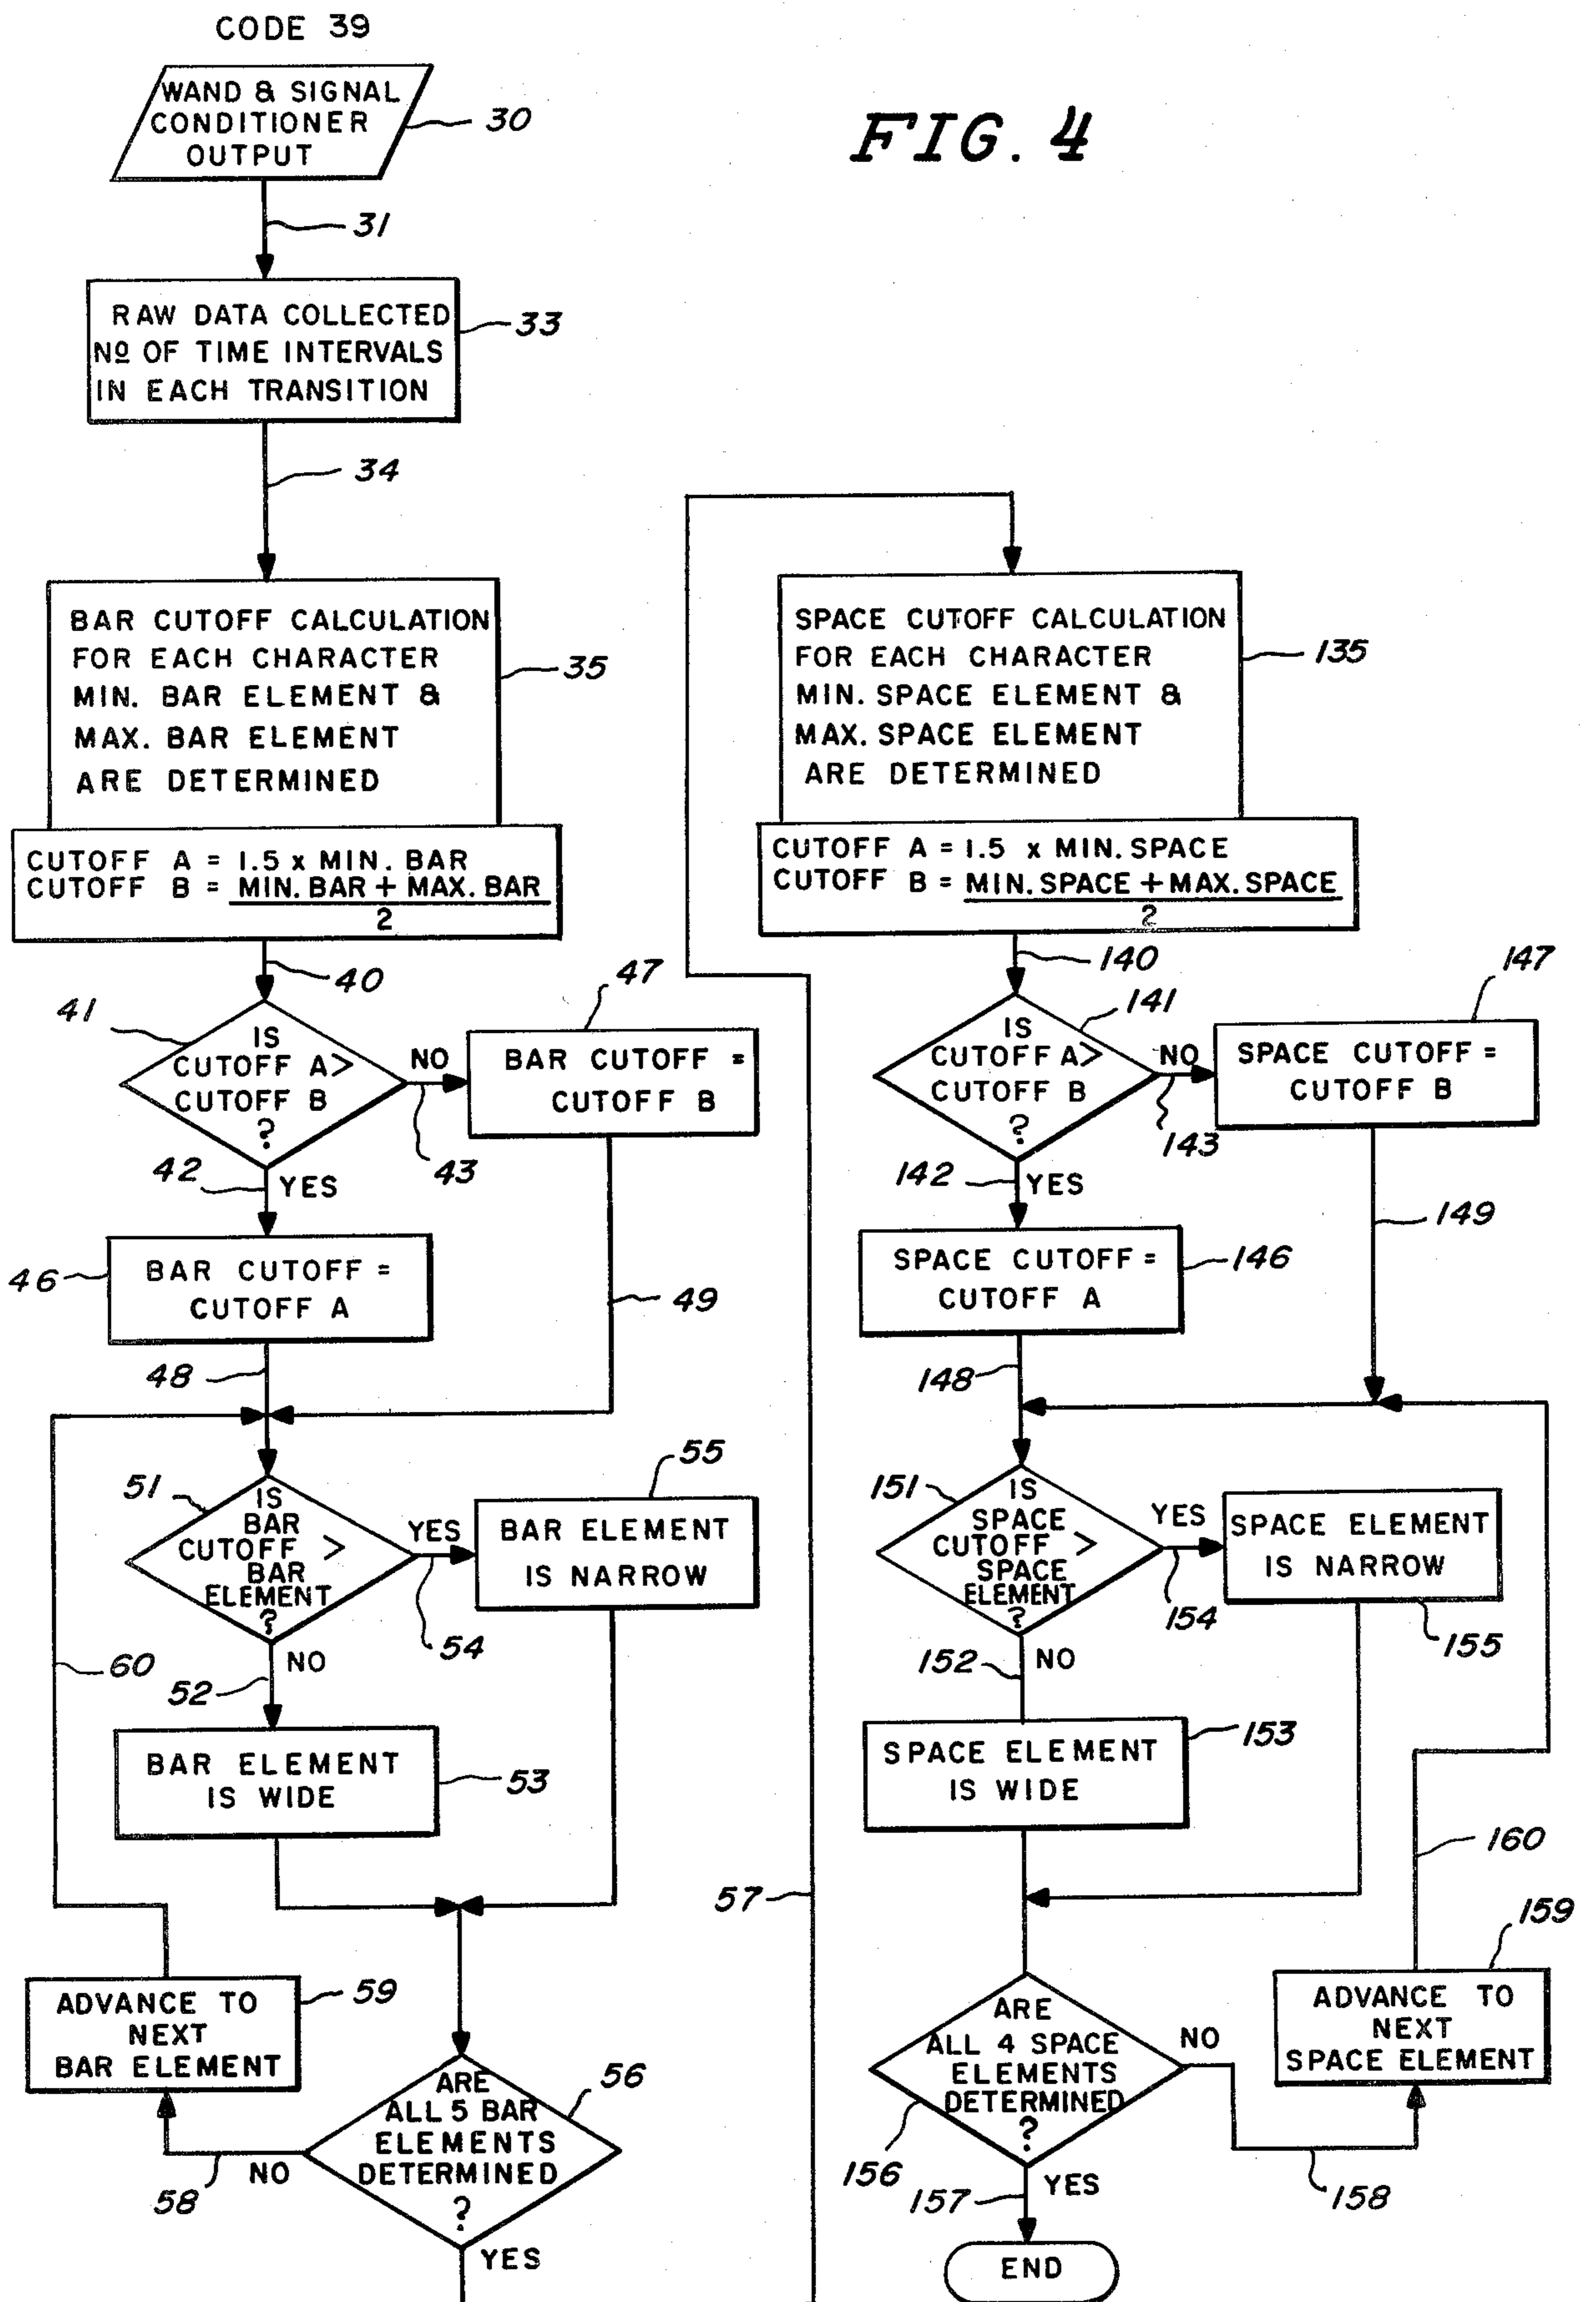 CODE 39
WAND & SIGNAL
CONDITIONER
OUTPUT
30
FIG. 4
31
RAW DATA COLLECTED
Nº OF TIME INTERVALS
IN EACH TRANSITION
33
34
BAR CUTOFF CALCULATION
FOR EACH CHARACTER
MIN. BAR ELEMENT &
MAX. BAR ELEMENT
ARE DETERMINED
35
CUTOFF A = 1.5 x MIN. BAR
CUTOFF B = MIN. BAR + MAX. BAR
2
40
41
IS
CUTOFF A >
CUTOFF B
?
NO
43
47
BAR CUTOFF =
CUTOFF B
42
YES
46
BAR CUTOFF =
CUTOFF A
48
49
51
IS
BAR
CUTOFF >
BAR
ELEMENT
?
YES
54
55
BAR ELEMENT
IS NARROW
60
52
NO
BAR ELEMENT
IS WIDE
53
59
ADVANCE TO
NEXT
BAR ELEMENT
56
ARE
ALL 5 BAR
ELEMENTS
DETERMINED
?
58
NO
YES
57
SPACE CUTOFF CALCULATION
FOR EACH CHARACTER
MIN. SPACE ELEMENT &
MAX. SPACE ELEMENT
ARE DETERMINED
135
CUTOFF A = 1.5 x MIN. SPACE
CUTOFF B = MIN. SPACE + MAX. SPACE
2
140
141
IS
CUTOFF A >
CUTOFF B
?
NO
143
147
SPACE CUTOFF =
CUTOFF B
142
YES
149
SPACE CUTOFF =
CUTOFF A
146
148
151
IS
SPACE
CUTOFF >
SPACE
ELEMENT
?
YES
154
SPACE ELEMENT
IS NARROW
155
152
NO
SPACE ELEMENT
IS WIDE
153
160
159
ADVANCE TO
NEXT
SPACE ELEMENT
ARE
ALL 4 SPACE
ELEMENTS
DETERMINED
?
NO
156
158
157
YES
END